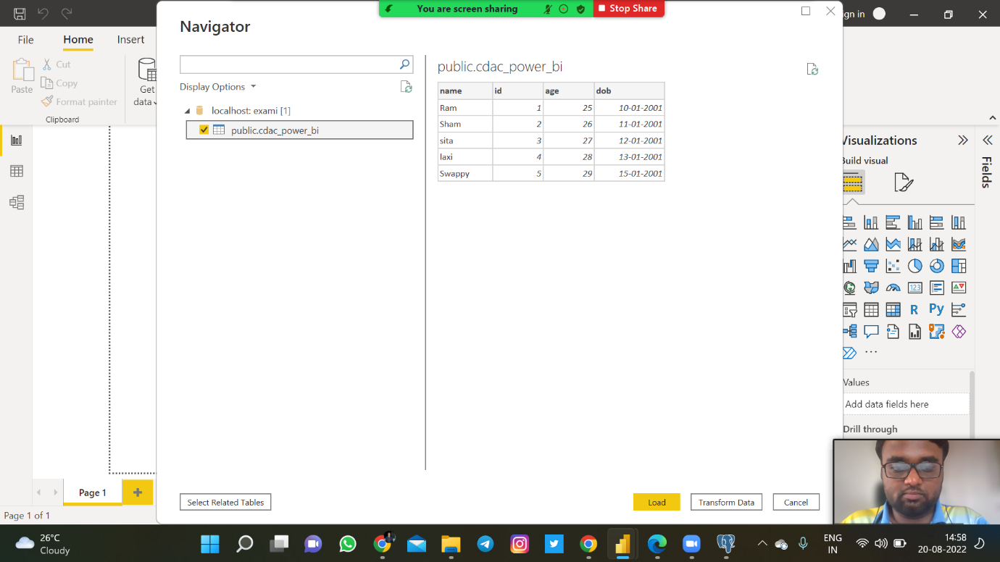 You are screen sharing
Stop Share
gn in
Navigator
File
Home
Insert
Cut
Copy
Paste
Format painter
Get
data
Clipboard
Display Options
localhost: exami [1]
public.cdac_power_bi
public.cdac_power_bi
name id age dob
Ram 1 25 10-01-2001
Sham 2 26 11-01-2001
sita 3 27 12-01-2001
laxi 4 28 13-01-2001
Swappy 5 29 15-01-2001
Visualizations
Build visual
Fields
123
R
Py
...
Values
Add data fields here
Drill through
Select Related Tables
Load
Transform Data
Cancel
Page 1
+
Page 1 of 1
26°C
Cloudy
ENG
IN
14:58
20-08-2022